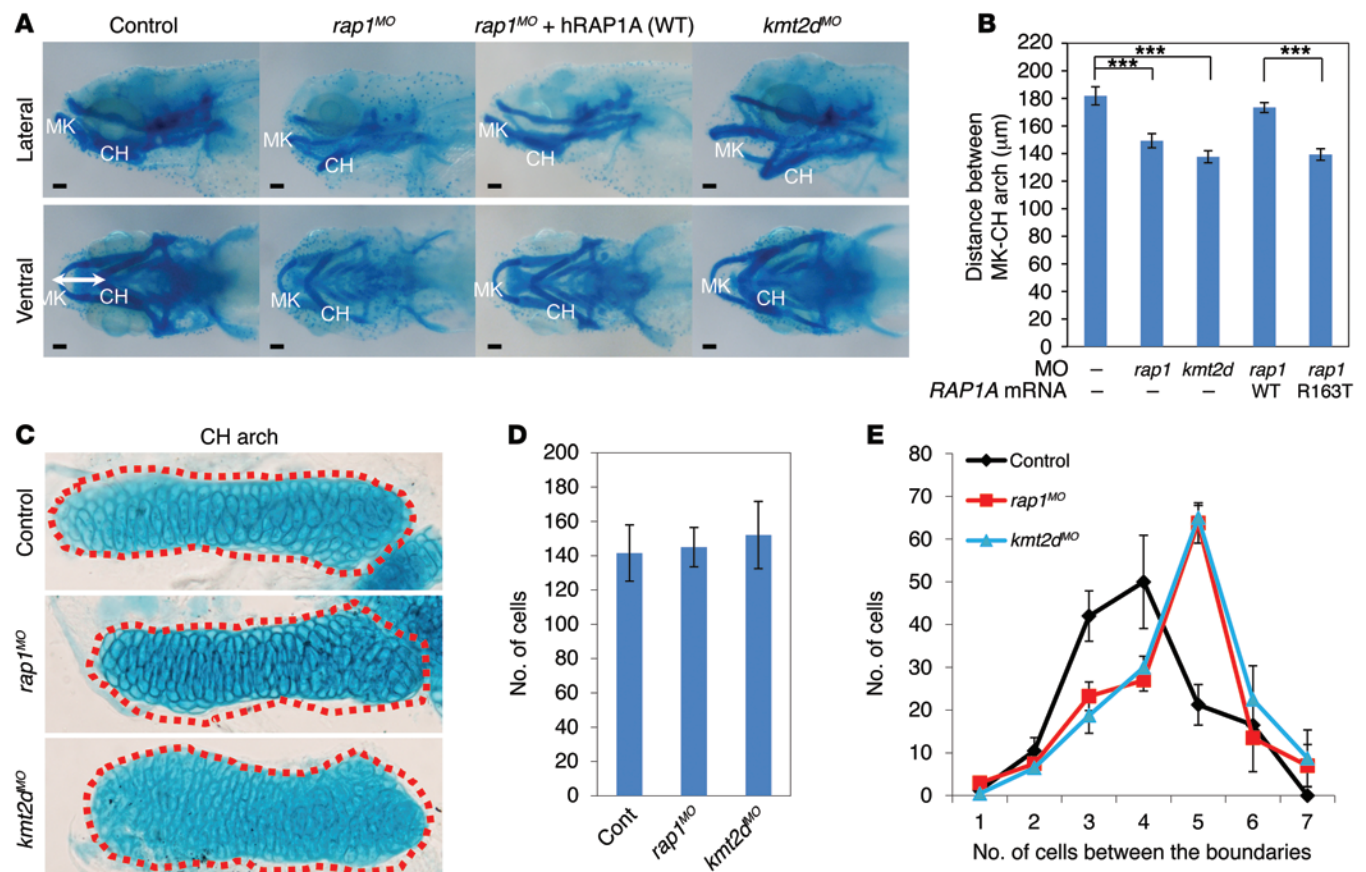 A
Control
rap1MO
rap1MO + hRAP1A (WT)
kmt2dMO
Lateral
MK
CH
MK
CH
MK
CH
MK
CH
Ventral
MK
CH
MK
CH
MK
CH
MK
CH
B
Distance between
MK-CH arch (μm)
220
200
180
160
140
120
100
80
60
40
20
0
***
***
***
MO – rap1 kmt2d rap1 rap1
RAP1A mRNA – – – WT R163T
C
CH arch
Control
rap1MO
kmt2dMO
D
No. of cells
200
180
160
140
120
100
80
60
40
20
0
Cont
rap1MO
kmt2dMO
E
No. of cells
80
70
60
50
40
30
20
10
0
Control
rap1MO
kmt2dMO
1 2 3 4 5 6 7
No. of cells between the boundaries